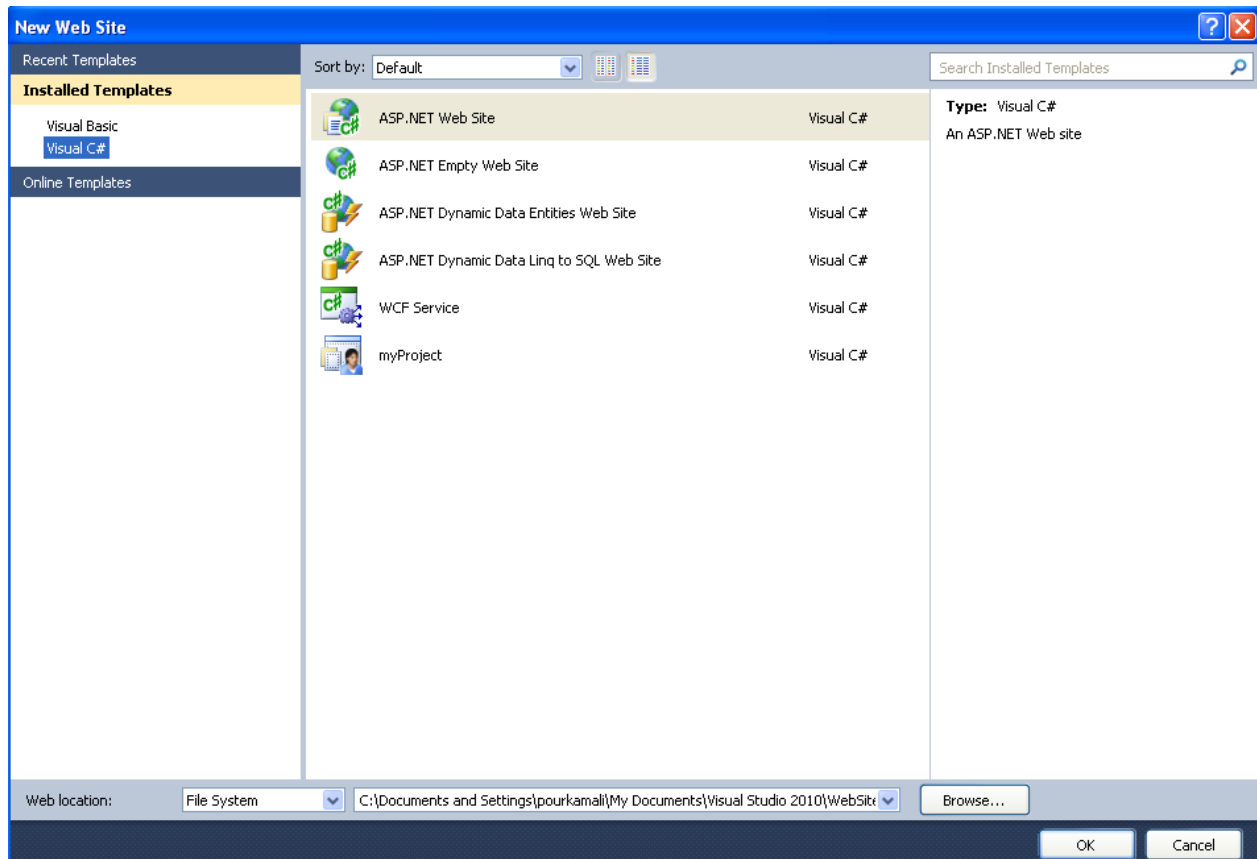 New Web Site
Recent Templates
Installed Templates
Visual Basic
Visual C#
Online Templates
Sort by: Default
Search Installed Templates
ASP.NET Web Site Visual C#
ASP.NET Empty Web Site Visual C#
ASP.NET Dynamic Data Entities Web Site Visual C#
ASP.NET Dynamic Data Linq to SQL Web Site Visual C#
WCF Service Visual C#
myProject Visual C#
Type: Visual C#
An ASP.NET Web site
Web location: File System C:\Documents and Settings\pourkamali\My Documents\Visual Studio 2010\WebSite Browse...
OK Cancel